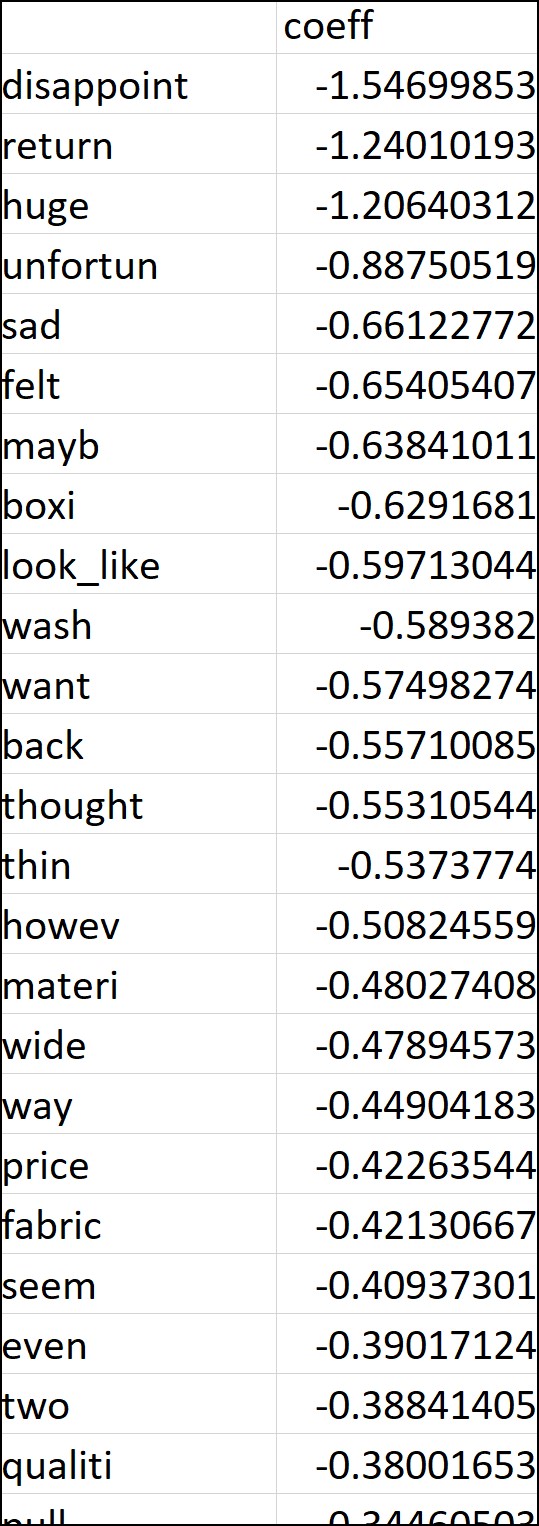 coeff
disappoint -1.54699853
return -1.24010193
huge -1.20640312
unfortun -0.88750519
sad -0.66122772
felt -0.65405407
mayb -0.63841011
boxi -0.6291681
look_like -0.59713044
wash -0.589382
want -0.57498274
back -0.55710085
thought -0.55310544
thin -0.5373774
howev -0.50824559
materi -0.48027408
wide -0.47894573
way -0.44904183
price -0.42263544
fabric -0.42130667
seem -0.40937301
even -0.39017124
two -0.38841405
qualiti -0.38001653